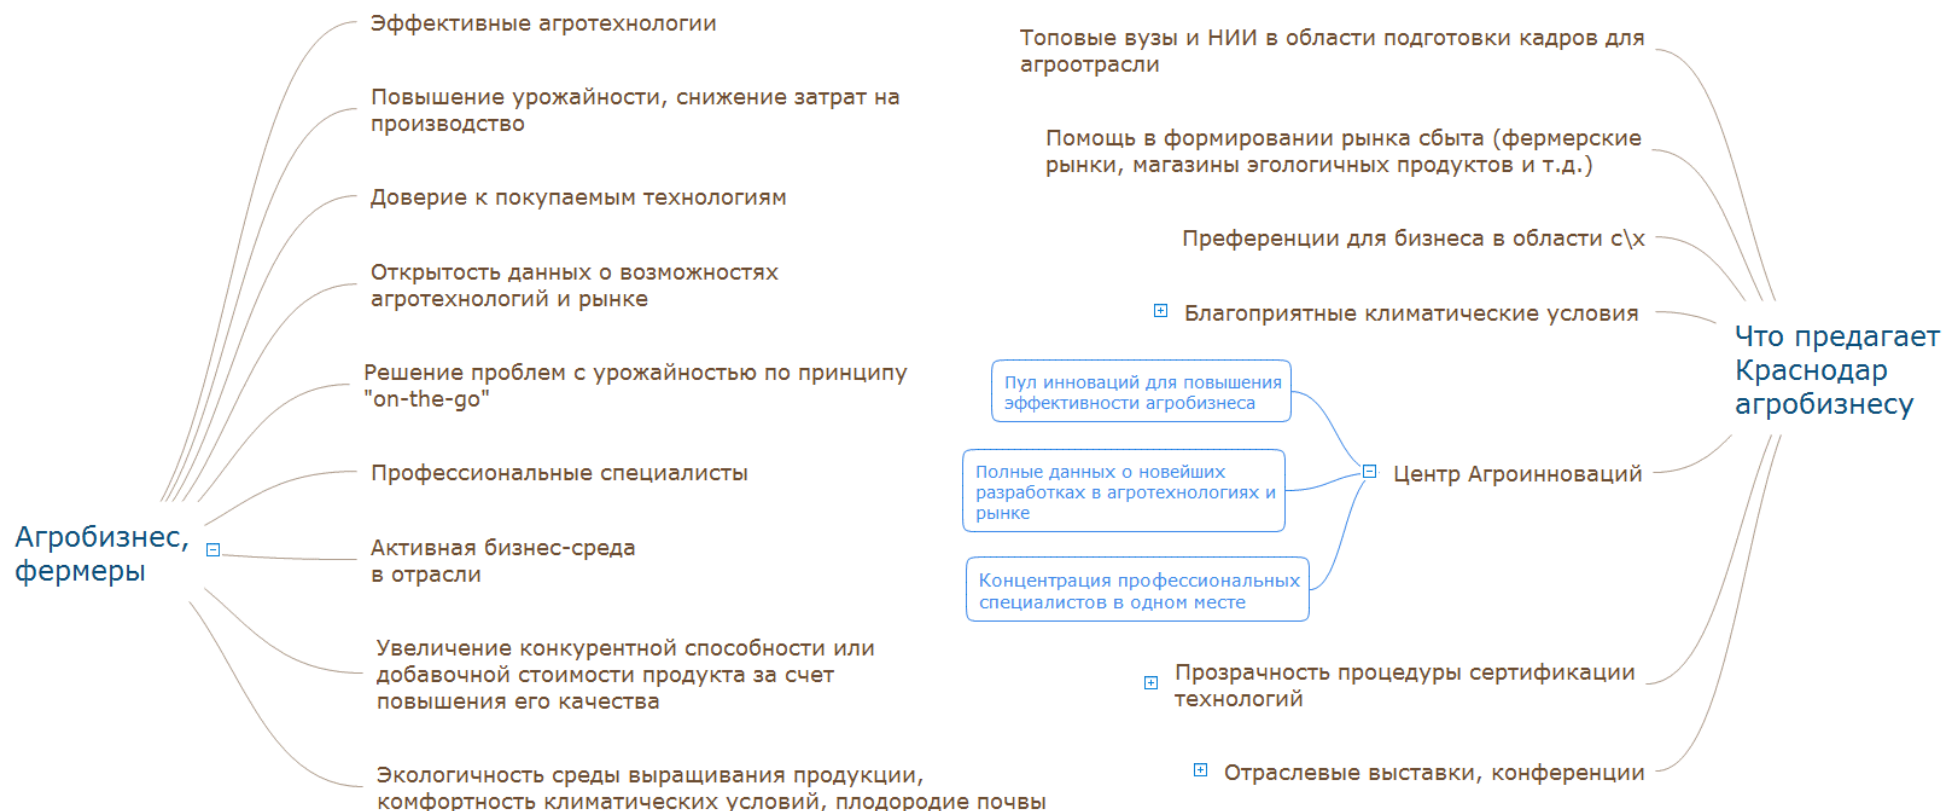 Агробизнес,
фермеры
Эффективные агротехнологии
Повышение урожайности, снижение затрат на
производство
Доверие к покупаемым технологиям
Открытость данных о возможностях
агротехнологий и рынке
Решение проблем с урожайностью по принципу
"on-the-go"
Профессиональные специалисты
Активная бизнес-среда
в отрасли
Увеличение конкурентной способности или
добавочной стоимости продукта за счет
повышения его качества
Экологичность среды выращивания продукции,
комфортность климатических условий, плодородие почвы
Что предагает
Краснодар
агробизнесу
Топовые вузы и НИИ в области подготовки кадров для
агроотрасли
Помощь в формировании рынка сбыта (фермерские
рынки, магазины эгологичных продуктов и т.д.)
Преференции для бизнеса в области с\х
Благоприятные климатические условия
Центр Агроинноваций
Пул инноваций для повышения
эффективности агробизнеса
Полные данных о новейших
разработках в агротехнологиях и
рынке
Концентрация профессиональных
специалистов в одном месте
Прозрачность процедуры сертификации
технологий
Отраслевые выставки, конференции